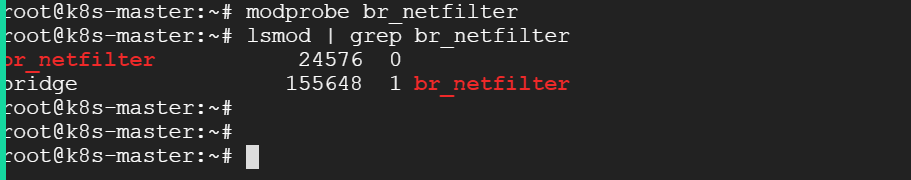 root@k8s-master:~# modprobe br_netfilter
root@k8s-master:~# lsmod | grep br_netfilter
br_netfilter 24576 0
bridge 155648 1 br_netfilter
root@k8s-master:~#
root@k8s-master:~#
root@k8s-master:~#